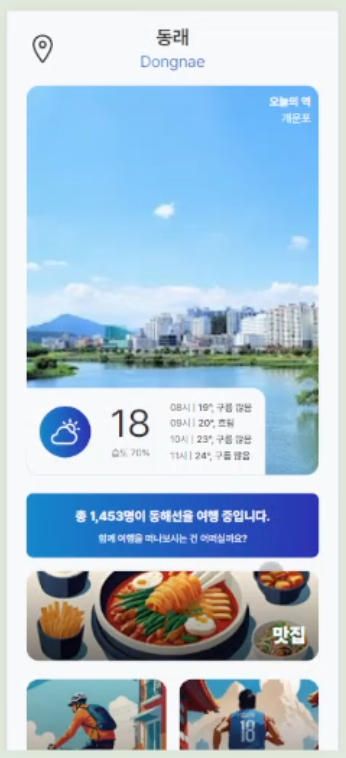 동래
Dongnae
오늘의 역
개운포
18
습도 70%
08시 | 19°, 구름 많음
09시 | 20°, 흐림
10시 | 23°, 구름 많음
11시 | 24°, 구름 많음
총 1,453명이 동해선을 여행 중입니다.
함께 여행을 떠나보시는 건 어떠실까요?
맛집
18